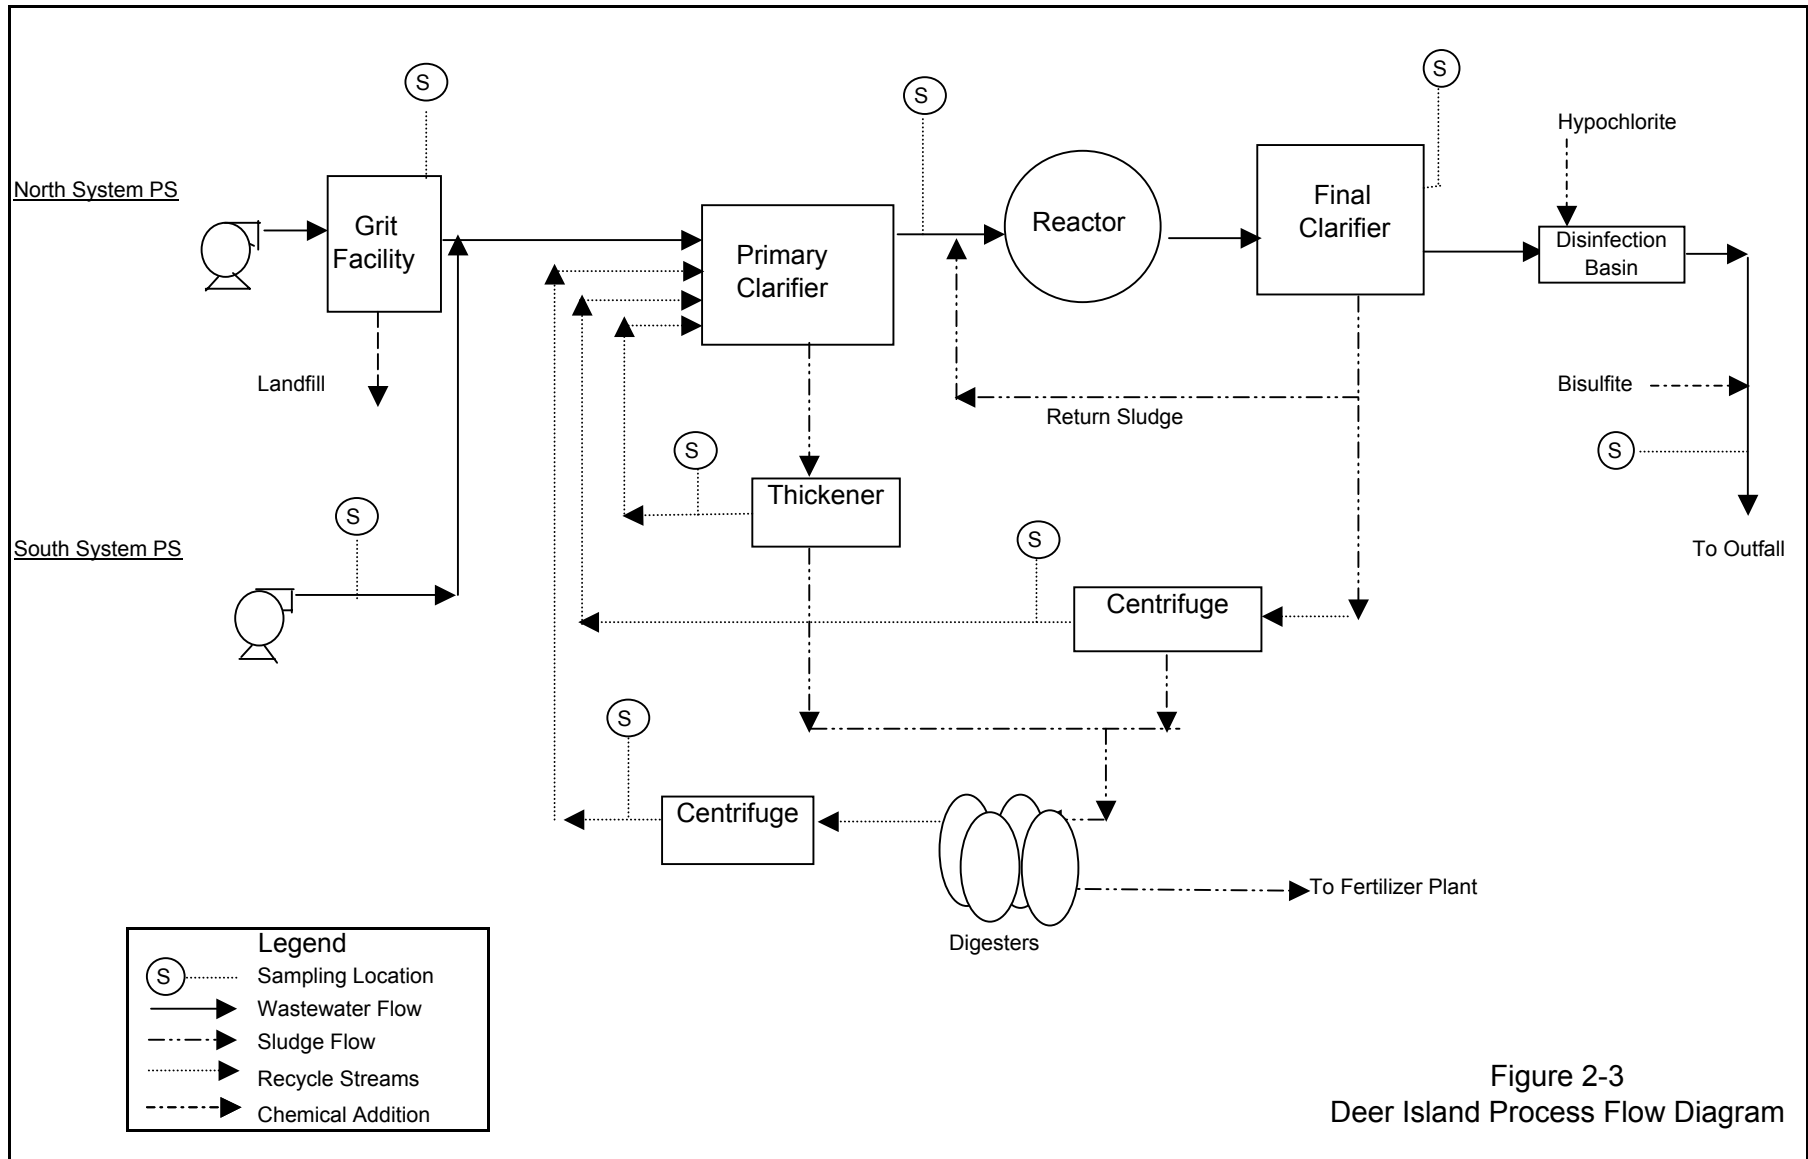 S
S
S
Hypochlorite
North System PS
Grit
Facility
Primary
Clarifier
Reactor
Final
Clarifier
Disinfection
Basin
Landfill
Return Sludge
Bisulfite
S
S
Thickener
South System PS
S
S
To Outfall
Centrifuge
S
Centrifuge
To Fertilizer Plant
Digesters
Legend
S
Sampling Location
Wastewater Flow
Sludge Flow
Recycle Streams
Chemical Addition
Figure 2-3
Deer Island Process Flow Diagram